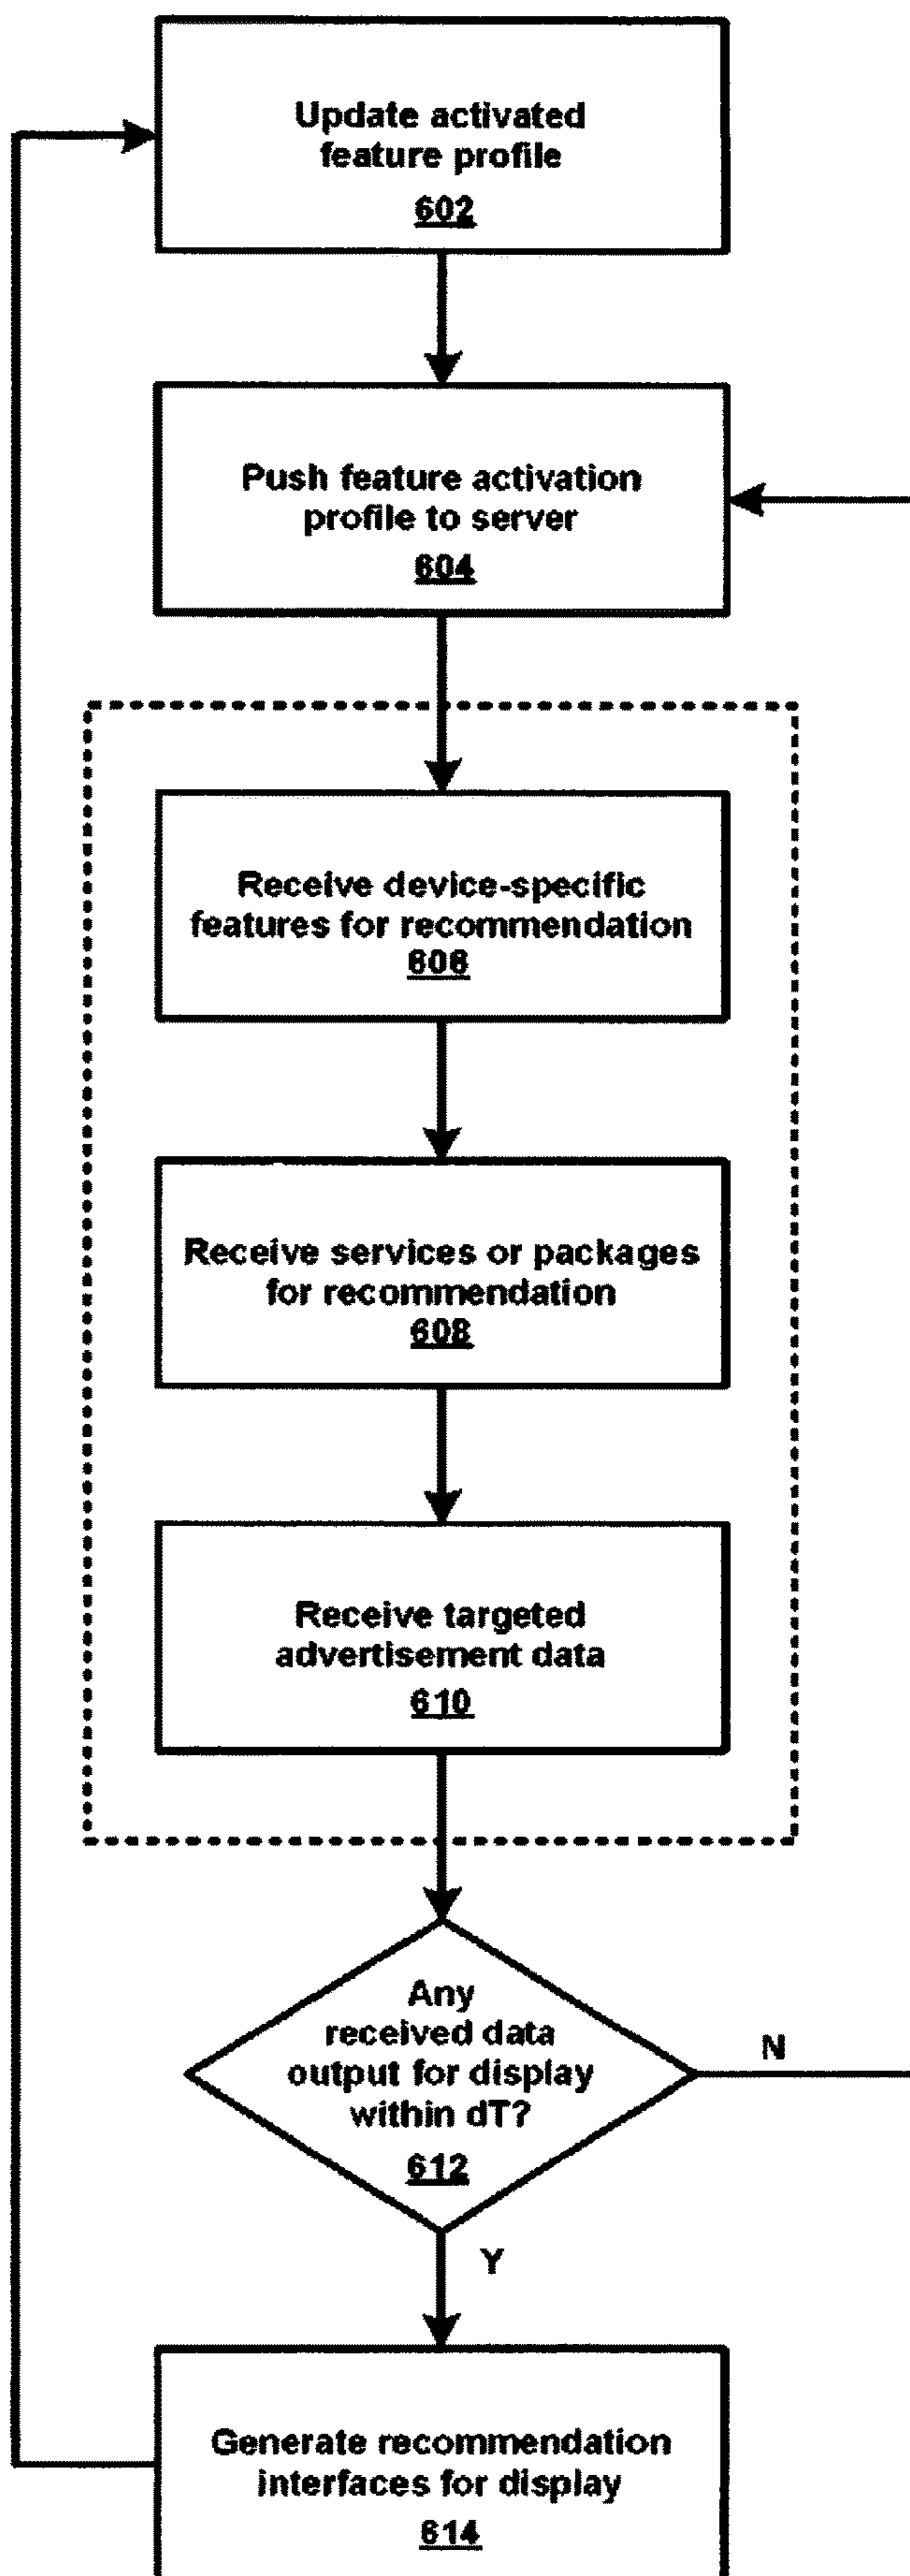 Update activated
feature profile
602
Push feature activation
profile to server
604
Receive device-specific
features for recommendation
606
Receive services or packages
for recommendation
608
Receive targeted
advertisement data
610
Any
received data
output for display
within dT?
612
N
Y
Generate recommendation
interfaces for display
614